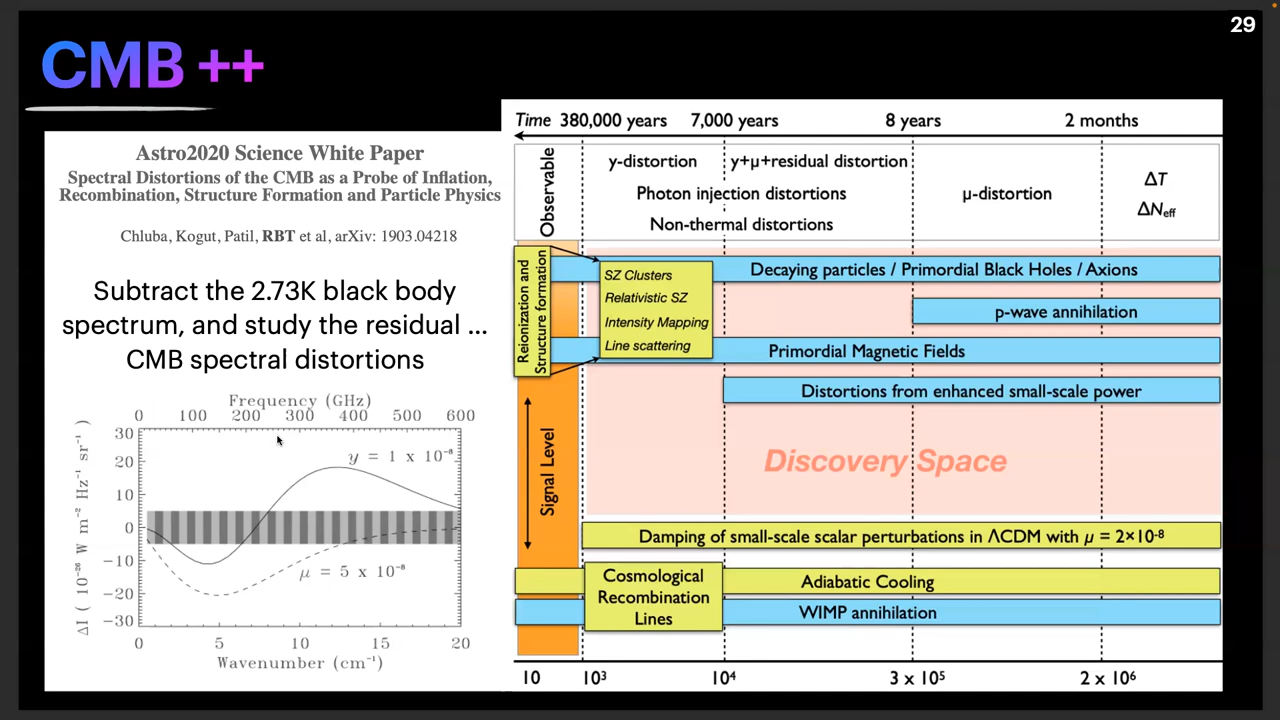 29
CMB ++
Astro2020 Science White Paper
Spectral Distortions of the CMB as a Probe of Inflation,
Recombination, Structure Formation and Particle Physics
Chluba, Kogut, Patil, RBT et al, arXiv: 1903.04218
Subtract the 2.73K black body
spectrum, and study the residual ...
CMB spectral distortions
Frequency (GHz)
0 100 200 300 400 500 600
30
20
10
0
−10
−20
−30
ΔI ( 10⁻²⁶ W m⁻² Hz⁻¹ sr⁻¹ )
y = 1 x 10⁻⁸
μ = 5 x 10⁻⁸
0 5 10 15 20
Wavenumber (cm⁻¹)
Time 380,000 years 7,000 years 8 years 2 months
Observable
y-distortion
y+μ+residual distortion
Photon injection distortions
Non-thermal distortions
μ-distortion
ΔT
ΔNeff
Reionization and
Structure formation
SZ Clusters
Relativistic SZ
Intensity Mapping
Line scattering
Decaying particles / Primordial Black Holes / Axions
p-wave annihilation
Primordial Magnetic Fields
Distortions from enhanced small-scale power
Signal Level
Discovery Space
Damping of small-scale scalar perturbations in ΛCDM with μ = 2×10⁻⁸
Cosmological
Recombination
Lines
Adiabatic Cooling
WIMP annihilation
10 10³ 10⁴ 3 x 10⁵ 2 x 10⁶